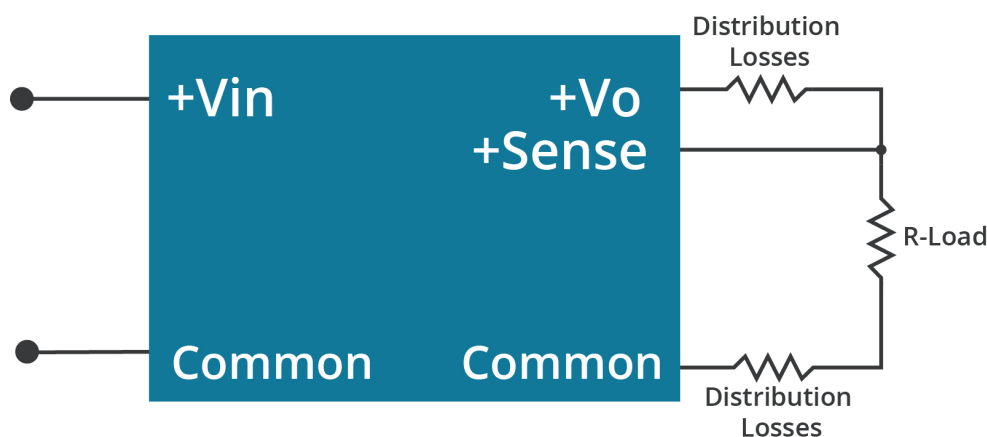 Distribution
Losses
+Vin
+Vo
+Sense
R-Load
Common
Common
Distribution
Losses